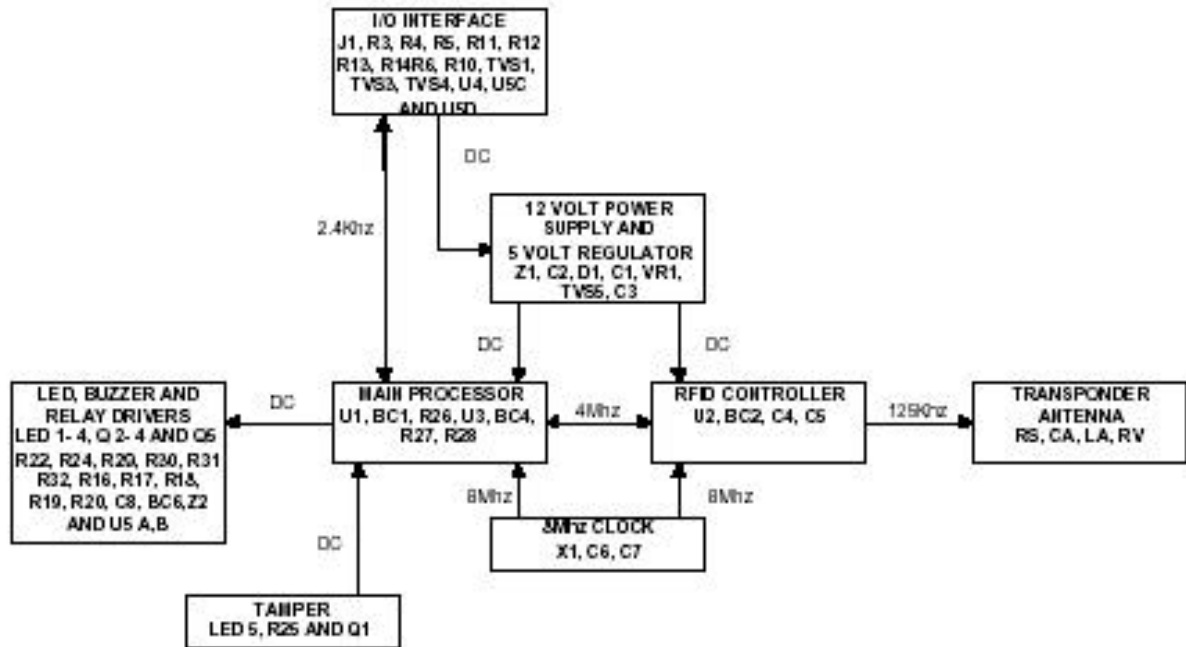 I/O INTERFACE
J1, R3, R4, R5, R11, R12
R13, R14R6, R10, TVS1,
TVS3, TVS4, U4, U5C
AND U5D
DC
2.4Khz
12 VOLT POWER
SUPPLY AND
5 VOLT REGULATOR
Z1, C2, D1, C1, VR1,
TVS5, C3
DC
DC
LED, BUZZER AND
RELAY DRIVERS
LED 1-4, Q 2-4 AND Q5
R22, R24, R29, R30, R31
R32, R16, R17, R18,
R19, R20, C8, BC6,Z2
AND U5 A,B
DC
MAIN PROCESSOR
U1, BC1, R26, U3, BC4,
R27, R28
4Mhz
RFID CONTROLLER
U2, BC2, C4, C5
125Khz
TRANSPONDER
ANTENNA
RS, CA, LA, RV
8Mhz
8Mhz
8Mhz CLOCK
X1, C6, C7
DC
TAMPER
LED 5, R25 AND Q1